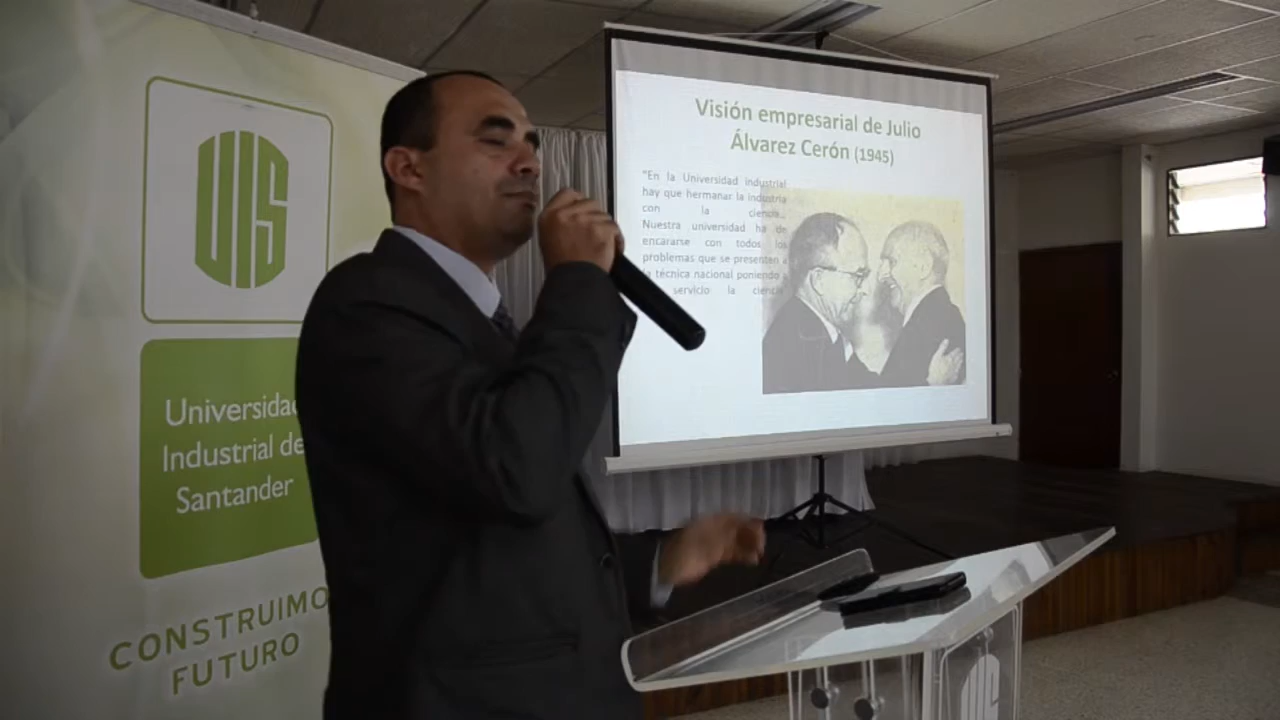 UIS
Universidad
Industrial de
Santander
CONSTRUIMO
FUTURO
Visión empresarial de Julio
Álvarez Cerón (1945)
"En la Universidad industrial
hay que hermanar la industria
con la ciencia..
Nuestra universidad ha de
encararse con todos los
problemas que se presenten a
la técnica nacional poniendo a
servicio la ciencia